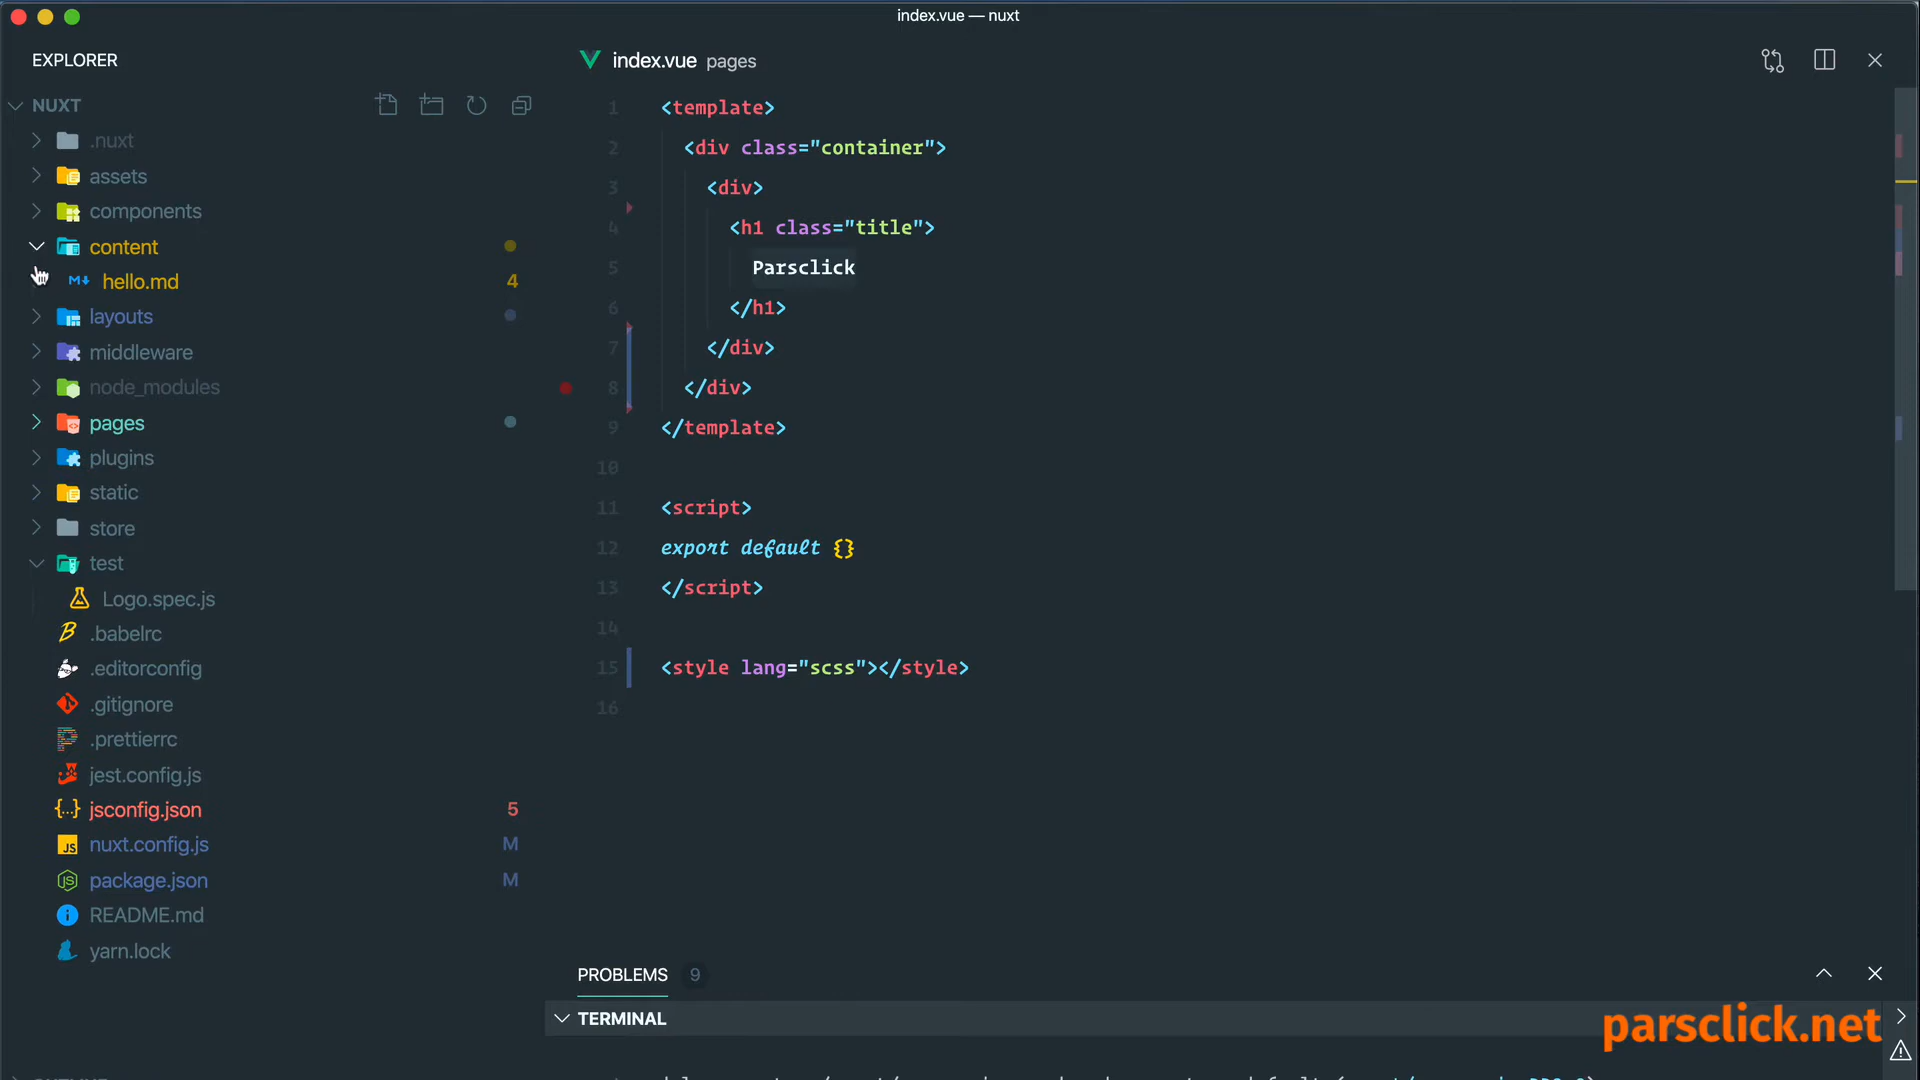 index.vue — nuxt
EXPLORER
index.vue pages
NUXT
.nuxt
assets
components
content
hello.md 4
layouts
middleware
node_modules
pages
plugins
static
store
test
Logo.spec.js
.babelrc
.editorconfig
.gitignore
.prettierrc
jest.config.js
jsconfig.json 5
nuxt.config.js M
package.json M
README.md
yarn.lock
1 <template>
2 <div class="container">
3 <div>
4 <h1 class="title">
5 Parsclick
6 </h1>
7 </div>
8 </div>
9 </template>
10
11 <script>
12 export default {}
13 </script>
14
15 <style lang="scss"></style>
16
PROBLEMS 9
TERMINAL
parsclick.net